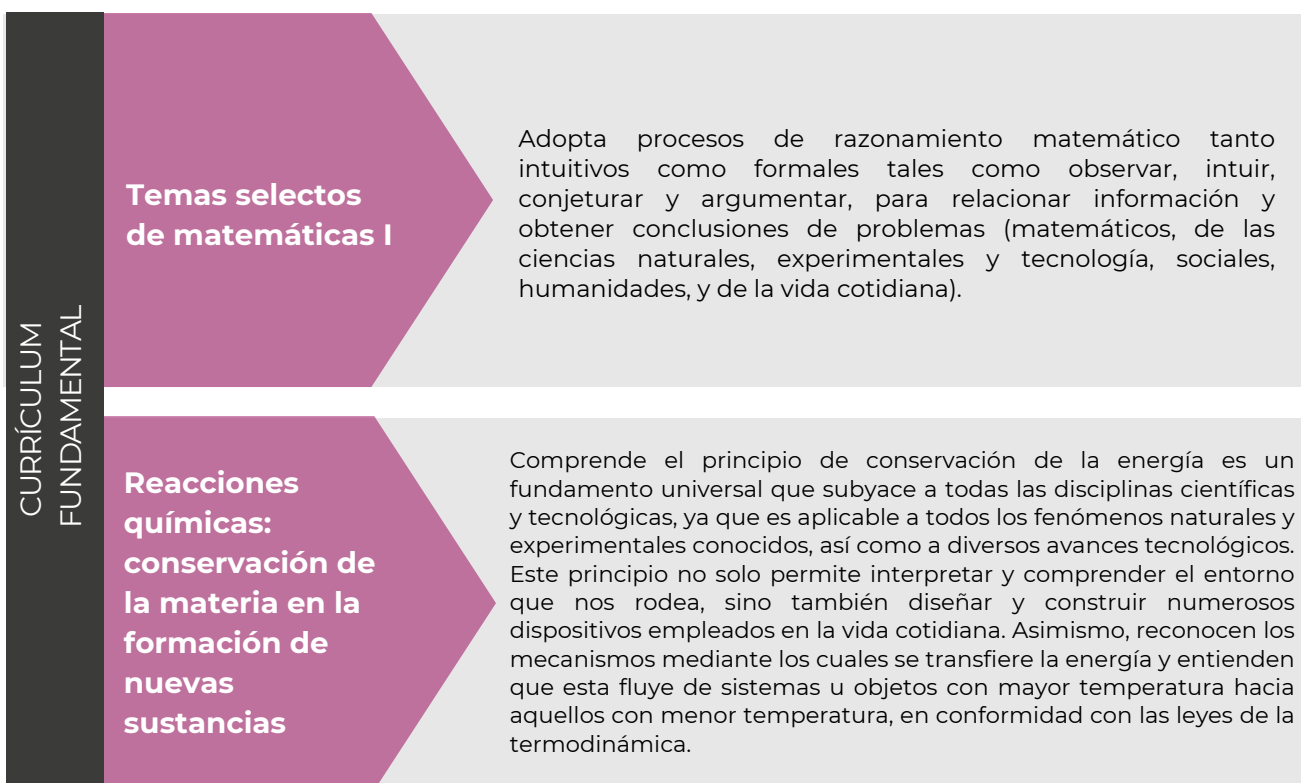 CURRÍCULUM
FUNDAMENTAL
Temas selectos
de matemáticas I
Adopta procesos de razonamiento matemático tanto
intuitivos como formales tales como observar, intuir,
conjeturar y argumentar, para relacionar información y
obtener conclusiones de problemas (matemáticos, de las
ciencias naturales, experimentales y tecnología, sociales,
humanidades, y de la vida cotidiana).
Reacciones
químicas:
conservación de
la materia en la
formación de
nuevas
sustancias
Comprende el principio de conservación de la energía es un
fundamento universal que subyace a todas las disciplinas científicas
y tecnológicas, ya que es aplicable a todos los fenómenos naturales y
experimentales conocidos, así como a diversos avances tecnológicos.
Este principio no solo permite interpretar y comprender el entorno
que nos rodea, sino también diseñar y construir numerosos
dispositivos empleados en la vida cotidiana. Asimismo, reconocen los
mecanismos mediante los cuales se transfiere la energía y entienden
que esta fluye de sistemas u objetos con mayor temperatura hacia
aquellos con menor temperatura, en conformidad con las leyes de la
termodinámica.